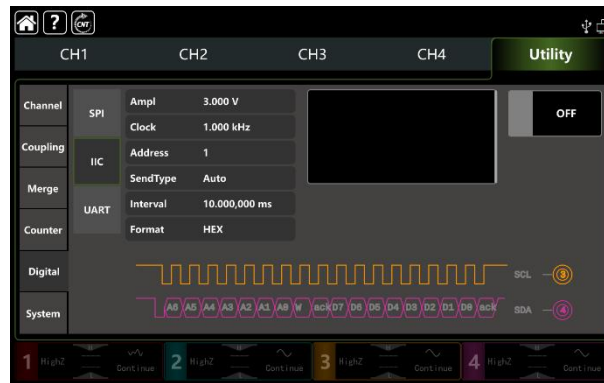 ? CNT
CH1 CH2 CH3 CH4 Utility
Channel
Coupling
Merge
Counter
Digital
System
SPI
IIC
UART
Ampl 3.000 V
Clock 1.000 kHz
Address 1
SendType Auto
Interval 10.000,000 ms
Format HEX
OFF
SCL 3
A6 A5 A4 A3 A2 A1 A0 W ack D7 D6 D5 D4 D3 D2 D1 D0 ack SDA 4
1 HighZ Continue 2 HighZ Continue 3 HighZ Continue 4 HighZ Continue